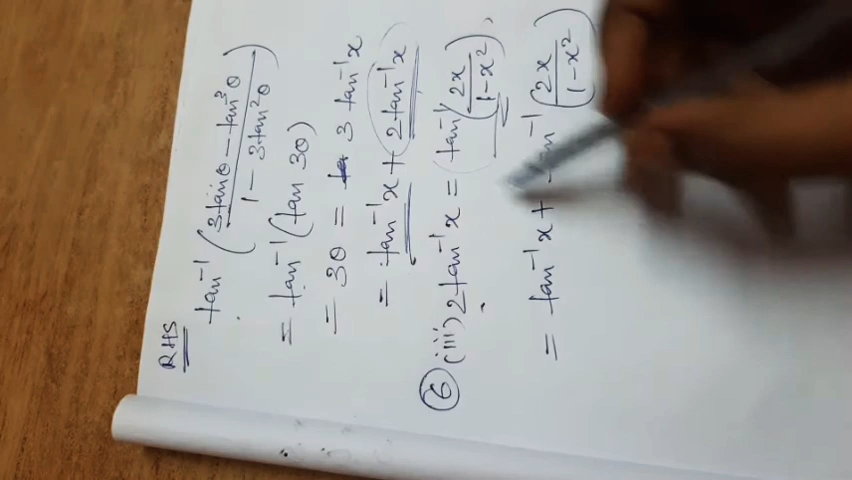 RHS
tan⁻¹ (3tanθ − tan³θ / 1 − 3tan²θ)
= tan⁻¹ (tan 3θ)
= 3θ = 3 tan⁻¹x
= tan⁻¹x + 2tan⁻¹x
⑥ (iii) 2tan⁻¹x = tan⁻¹ (2x / 1−x²),
= tan⁻¹x + tan⁻¹ (2x / 1−x²)